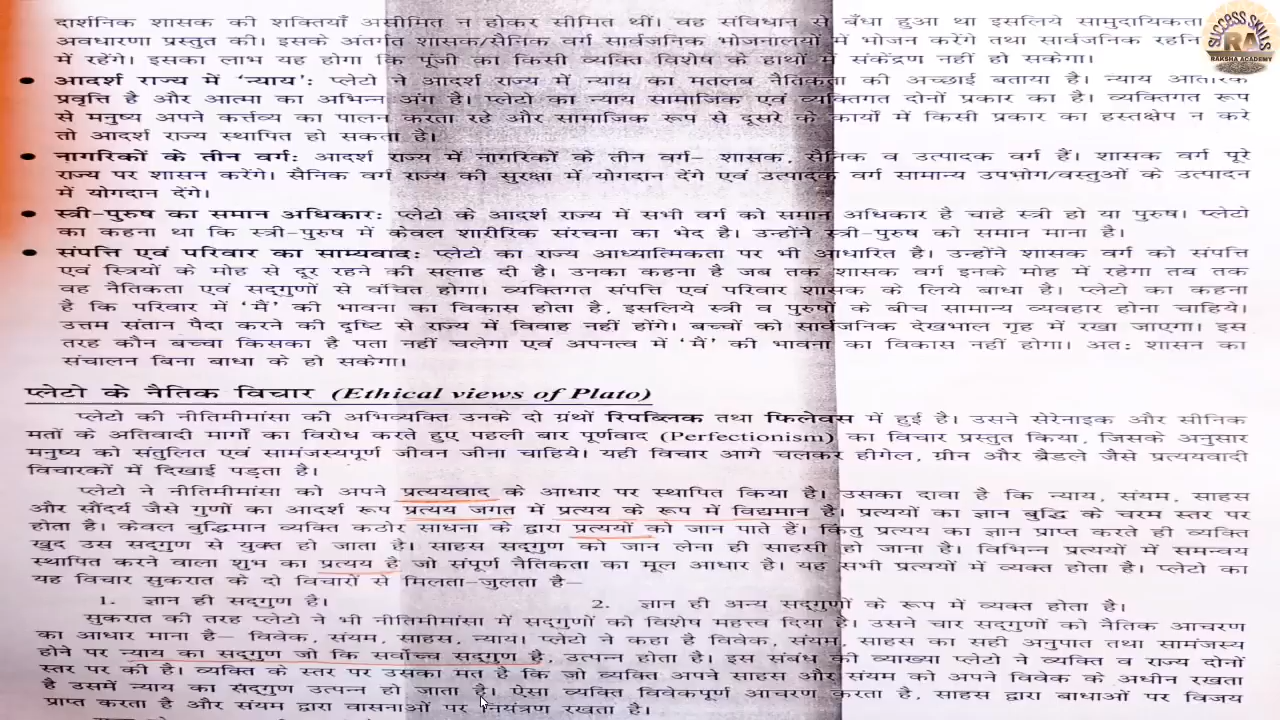 दार्शनिक शासक की शक्तियाँ असीमित न होकर सीमित थीं। वह संविधान से बँधा हुआ था इसलिये सामुदायिकता
अवधारणा प्रस्तुत की। इसके अंतर्गत शासक/सैनिक वर्ग सार्वजनिक भोजनालयों में भोजन करेंगे तथा सार्वजनिक
में रहेंगे। इसका लाभ यह होगा कि पूंजी का किसी व्यक्ति विशेष के हाथों में संकेंद्रण नहीं हो सकेगा।
SUCCESS SKILLS
RA
RAKSHA ACADEMY
• आदर्श राज्य में 'न्याय': प्लेटो ने आदर्श राज्य में न्याय का मतलब नैतिकता की अच्छाई बताया है। न्याय आंतरिक
प्रवृत्ति है और आत्मा का अभिन्न अंग है। प्लेटो का न्याय सामाजिक एवं व्यक्तिगत दोनों प्रकार का है। व्यक्तिगत रूप
से मनुष्य अपने कर्त्तव्य का पालन करता रहे और सामाजिक रूप से दूसरे के कार्यों में किसी प्रकार का हस्तक्षेप न करे
तो आदर्श राज्य स्थापित हो सकता है।
• नागरिकों के तीन वर्ग: आदर्श राज्य में नागरिकों के तीन वर्ग– शासक, सैनिक व उत्पादक वर्ग हैं। शासक वर्ग पूरे
राज्य पर शासन करेंगे। सैनिक वर्ग राज्य की सुरक्षा में योगदान देंगे एवं उत्पादक वर्ग सामान्य उपभोग/वस्तुओं के उत्पादन
में योगदान देंगे।
• स्त्री-पुरुष का समान अधिकार: प्लेटो के आदर्श राज्य में सभी वर्ग को समान अधिकार है चाहे स्त्री हो या पुरुष। प्लेटो
का कहना था कि स्त्री-पुरुष में केवल शारीरिक संरचना का भेद है। उन्होंने स्त्री-पुरुष को समान माना है।
• संपत्ति एवं परिवार का साम्यवाद: प्लेटो का राज्य आध्यात्मिकता पर भी आधारित है। उन्होंने शासक वर्ग को संपत्ति
एवं स्त्रियों के मोह से दूर रहने की सलाह दी है। उनका कहना है जब तक शासक वर्ग इनके मोह में रहेगा तब तक
वह नैतिकता एवं सद्गुणों से वंचित होगा। व्यक्तिगत संपत्ति एवं परिवार शासक के लिये बाधा है। प्लेटो का कहना
है कि परिवार में 'मैं' की भावना का विकास होता है, इसलिये स्त्री व पुरुषों के बीच सामान्य व्यवहार होना चाहिये।
उत्तम संतान पैदा करने की दृष्टि से राज्य में विवाह नहीं होंगे। बच्चों को सार्वजनिक देखभाल गृह में रखा जाएगा। इस
तरह कौन बच्चा किसका है पता नहीं चलेगा एवं अपनत्व में 'मैं' की भावना का विकास नहीं होगा। अत: शासन का
संचालन बिना बाधा के हो सकेगा।
प्लेटो के नैतिक विचार (Ethical views of Plato)
प्लेटो की नीतिमीमांसा की अभिव्यक्ति उनके दो ग्रंथों रिपब्लिक तथा फिलेबस में हुई है। उसने सेरेनाइक और सीनिक
मतों के अतिवादी मार्गों का विरोध करते हुए पहली बार पूर्णवाद (Perfectionism) का विचार प्रस्तुत किया, जिसके अनुसार
मनुष्य को संतुलित एवं सामंजस्यपूर्ण जीवन जीना चाहिये। यही विचार आगे चलकर हीगेल, ग्रीन और ब्रैडले जैसे प्रत्ययवादी
विचारकों में दिखाई पड़ता है।
प्लेटो ने नीतिमीमांसा को अपने प्रत्ययवाद के आधार पर स्थापित किया है। उसका दावा है कि न्याय, संयम, साहस
और सौंदर्य जैसे गुणों का आदर्श रूप प्रत्यय जगत में प्रत्यय के रूप में विद्यमान है। प्रत्ययों का ज्ञान बुद्धि के चरम स्तर पर
होता है। केवल बुद्धिमान व्यक्ति कठोर साधना के द्वारा प्रत्ययों को जान पाते हैं। किंतु प्रत्यय का ज्ञान प्राप्त करते ही व्यक्ति
खुद उस सद्गुण से युक्त हो जाता है। साहस सद्गुण को जान लेना ही साहसी हो जाना है। विभिन्न प्रत्ययों में समन्वय
स्थापित करने वाला शुभ का प्रत्यय है जो संपूर्ण नैतिकता का मूल आधार है। यह सभी प्रत्ययों में व्यक्त होता है। प्लेटो का
यह विचार सुकरात के दो विचारों से मिलता-जुलता है–
1. ज्ञान ही सद्गुण है। 2. ज्ञान ही अन्य सद्गुणों के रूप में व्यक्त होता है।
सुकरात की तरह प्लेटो ने भी नीतिमीमांसा में सद्गुणों को विशेष महत्त्व दिया है। उसने चार सद्गुणों को नैतिक आचरण
का आधार माना है– विवेक, संयम, साहस, न्याय। प्लेटो ने कहा है विवेक, संयम, साहस का सही अनुपात तथा सामंजस्य
होने पर न्याय का सद्गुण जो कि सर्वोच्च सद्गुण है, उत्पन्न होता है। इस संबंध की व्याख्या प्लेटो ने व्यक्ति व राज्य दोनों
स्तर पर की है। व्यक्ति के स्तर पर उसका मत है कि जो व्यक्ति अपने साहस और संयम को अपने विवेक के अधीन रखता
है उसमें न्याय का सद्गुण उत्पन्न हो जाता है। ऐसा व्यक्ति विवेकपूर्ण आचरण करता है, साहस द्वारा बाधाओं पर विजय
प्राप्त करता है और संयम द्वारा वासनाओं पर नियंत्रण रखता है।